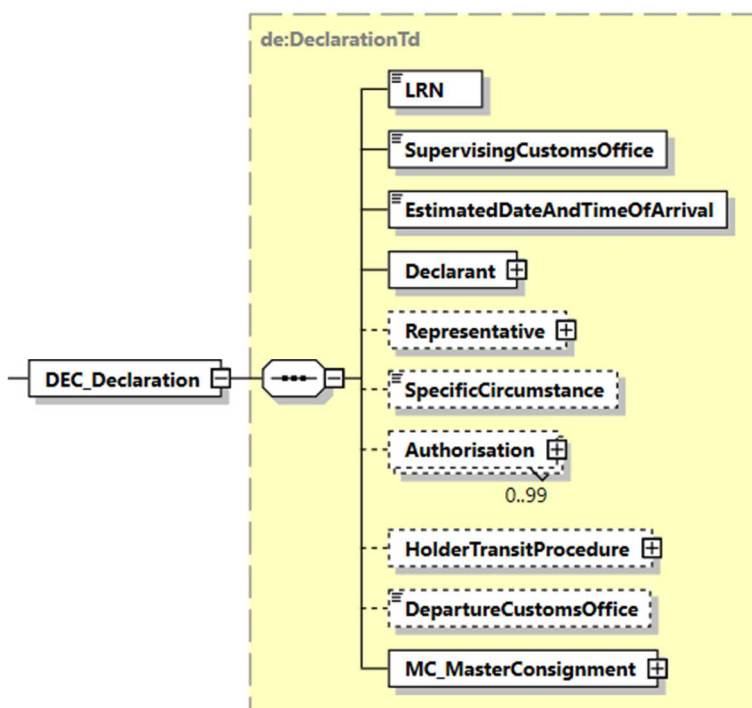 de:DeclarationTd
LRN
SupervisingCustomsOffice
EstimatedDateAndTimeOfArrival
Declarant
Representative
DEC_Declaration
SpecificCircumstance
Authorisation
0..99
HolderTransitProcedure
DepartureCustomsOffice
MC_MasterConsignment